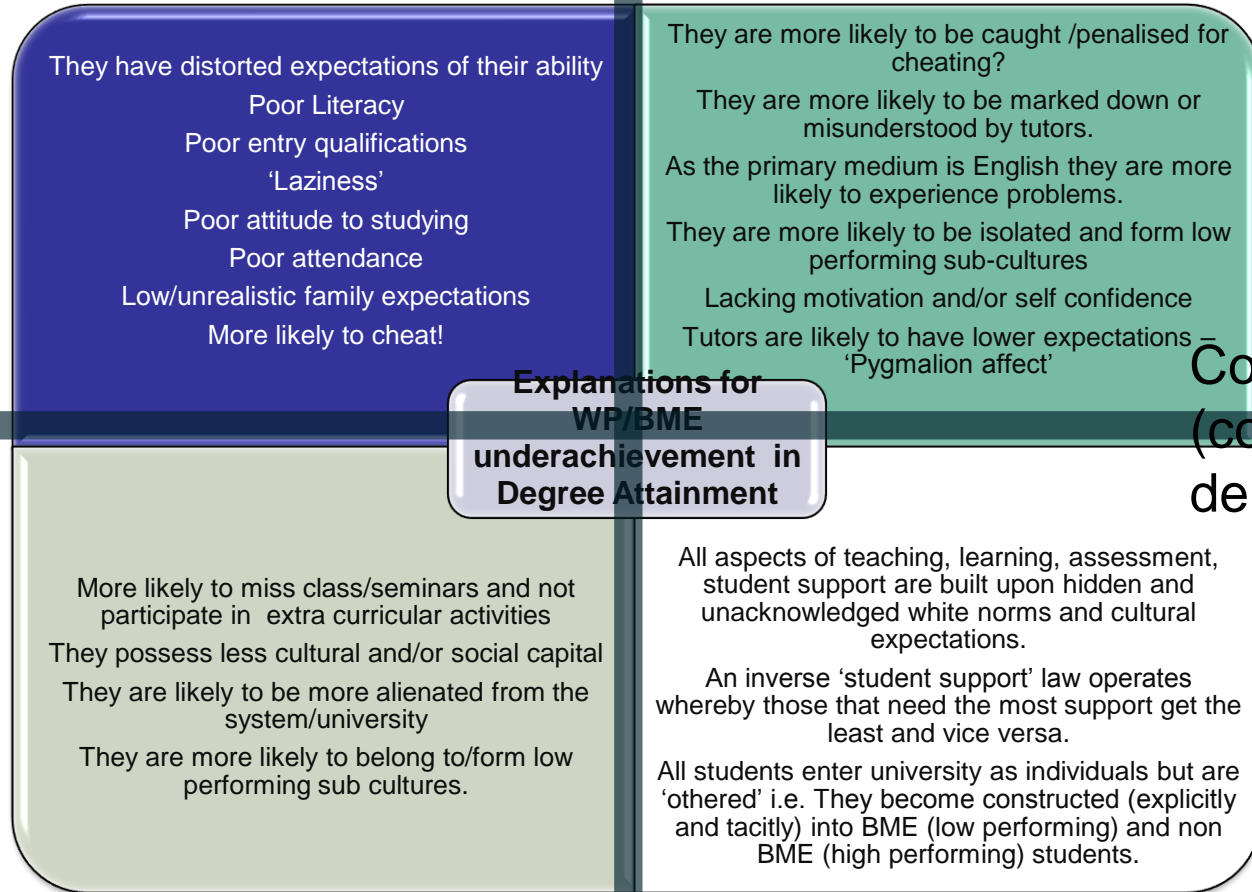 They have distorted expectations of their ability
Poor Literacy
Poor entry qualifications
‘Laziness’
Poor attitude to studying
Poor attendance
Low/unrealistic family expectations
More likely to cheat!
They are more likely to be caught /penalised for
cheating?
They are more likely to be marked down or
misunderstood by tutors.
As the primary medium is English they are more
likely to experience problems.
They are more likely to be isolated and form low
performing sub-cultures
Lacking motivation and/or self confidence
Tutors are likely to have lower expectations –
‘Pygmalion affect’
Explanations for
WP/BME
underachievement in
Degree Attainment
More likely to miss class/seminars and not
participate in extra curricular activities
They possess less cultural and/or social capital
They are likely to be more alienated from the
system/university
They are more likely to belong to/form low
performing sub cultures.
All aspects of teaching, learning, assessment,
student support are built upon hidden and
unacknowledged white norms and cultural
expectations.
An inverse ‘student support’ law operates
whereby those that need the most support get the
least and vice versa.
All students enter university as individuals but are
‘othered’ i.e. They become constructed (explicitly
and tacitly) into BME (low performing) and non
BME (high performing) students.